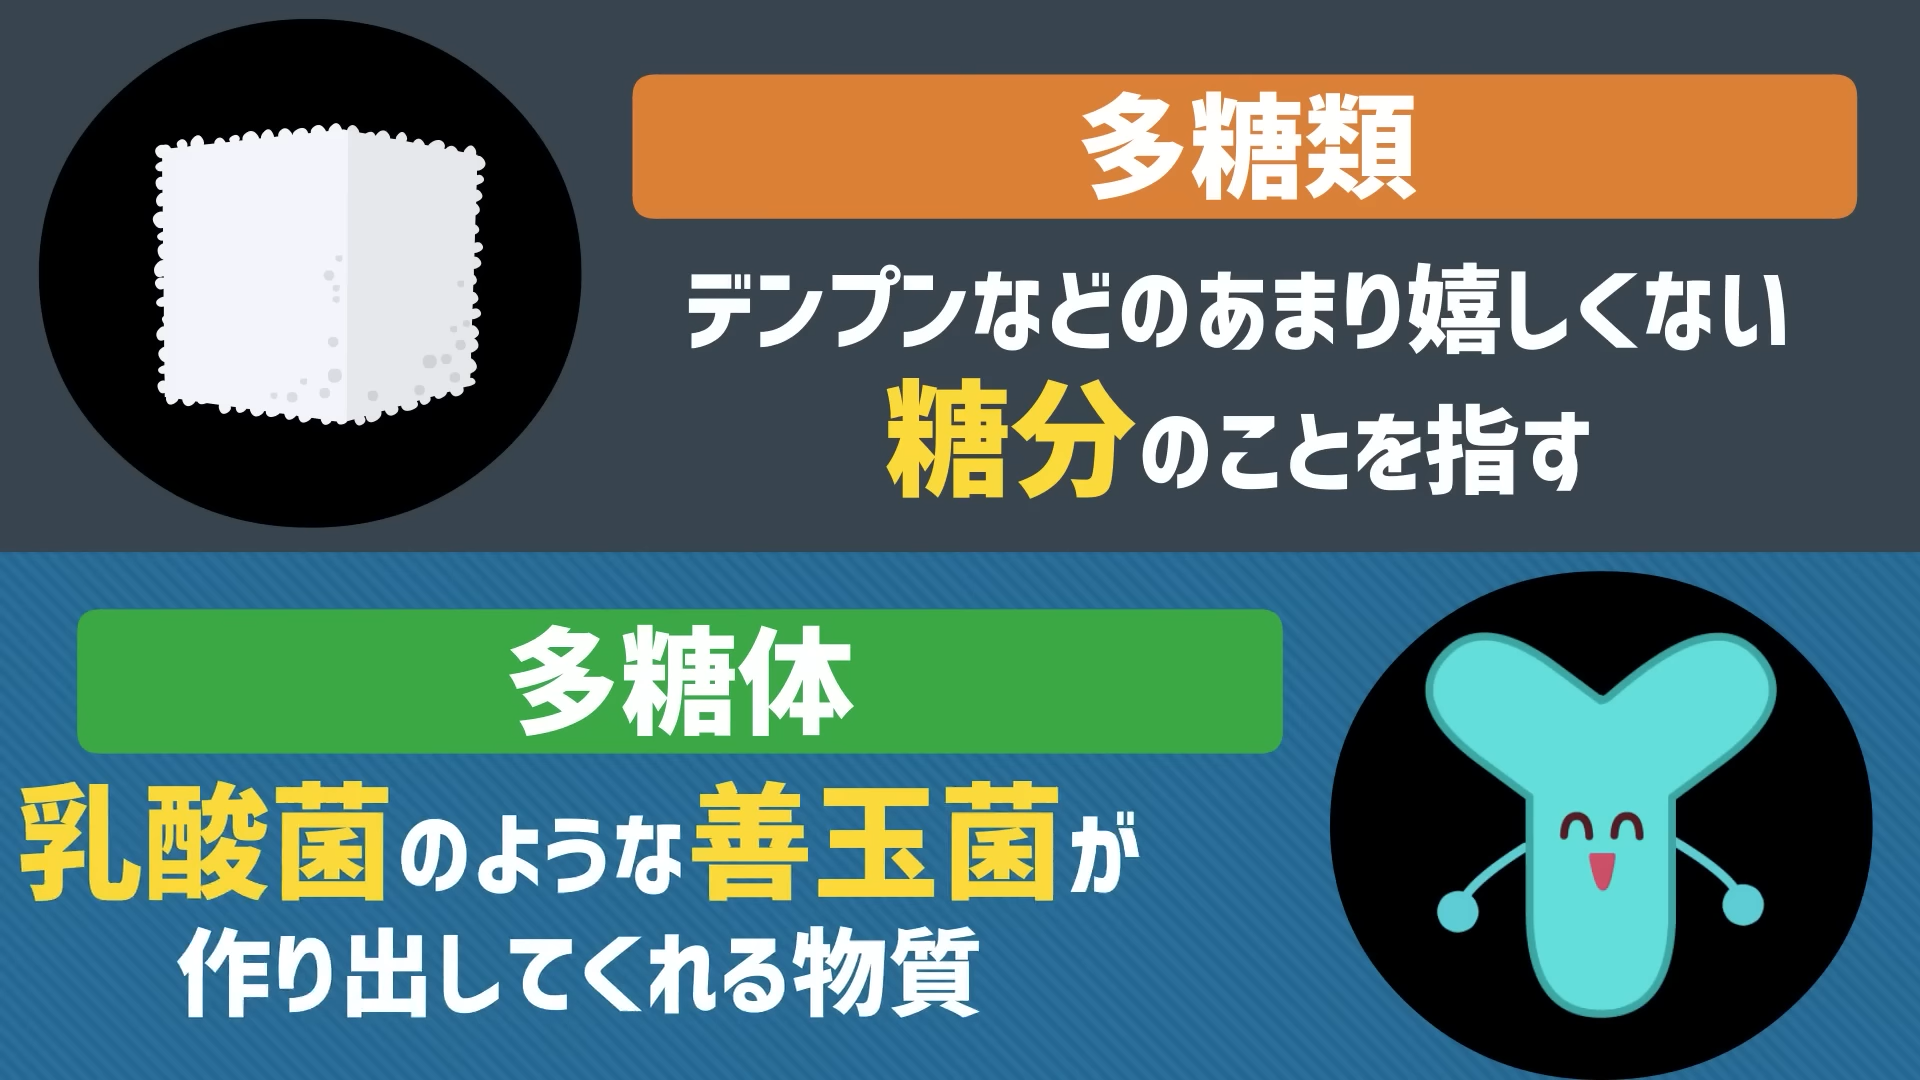 多糖類
デンプンなどのあまり嬉しくない
糖分のことを指す
多糖体
乳酸菌のような善玉菌が
作り出してくれる物質